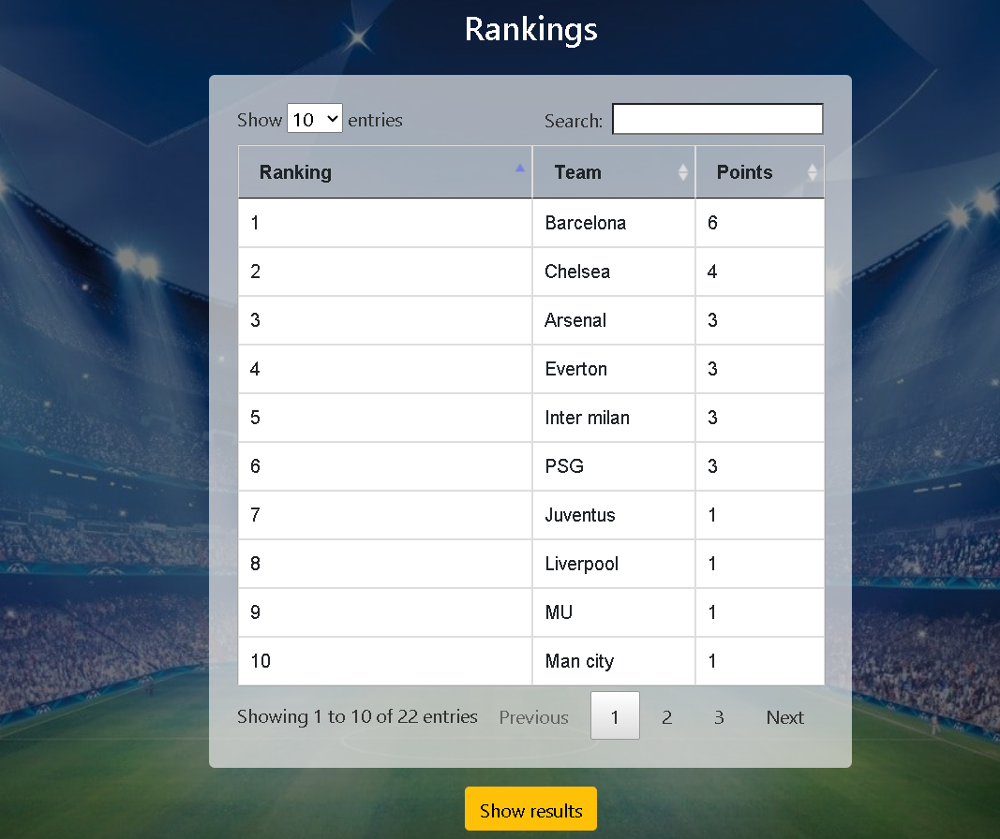 Rankings
Show 10 entries Search:
Ranking Team Points
1 Barcelona 6
2 Chelsea 4
3 Arsenal 3
4 Everton 3
5 Inter milan 3
6 PSG 3
7 Juventus 1
8 Liverpool 1
9 MU 1
10 Man city 1
Showing 1 to 10 of 22 entries Previous 1 2 3 Next
Show results